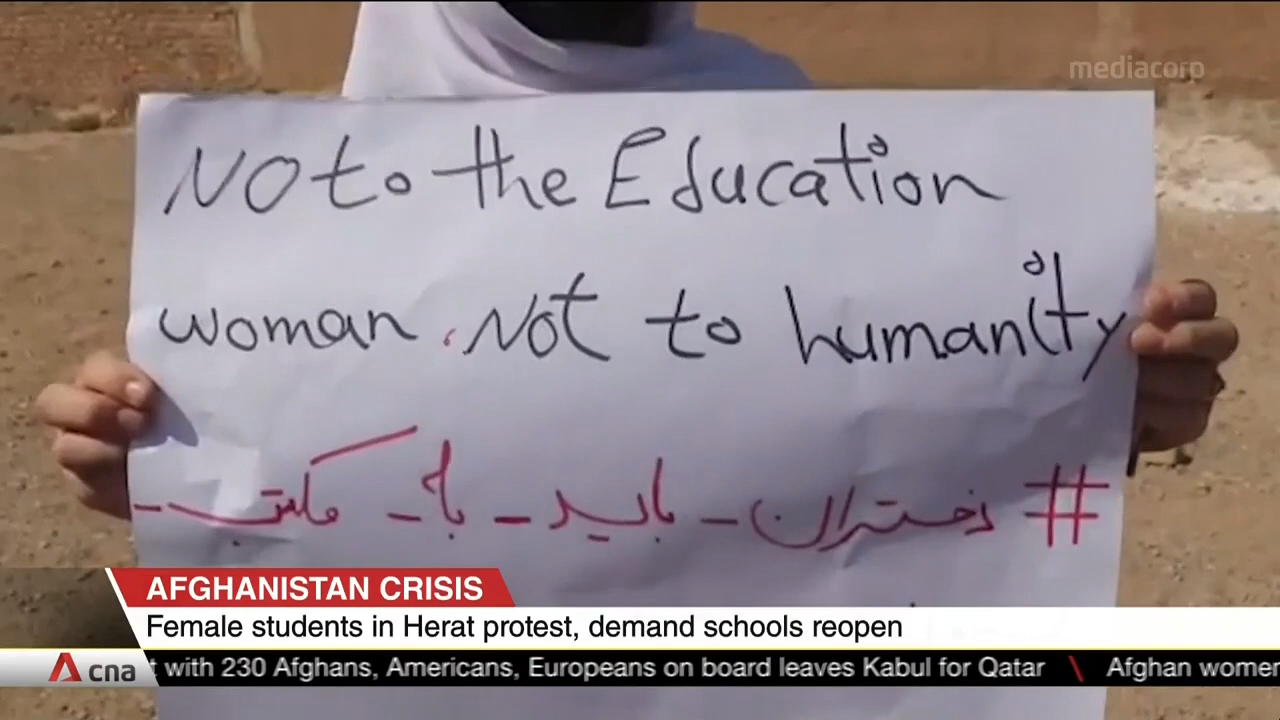 mediacorp
NO to the Education
woman. Not to humanity
# دختران - باید - با - مکتب -
AFGHANISTAN CRISIS
Female students in Herat protest, demand schools reopen
cna
t with 230 Afghans, Americans, Europeans on board leaves Kabul for Qatar \ Afghan women